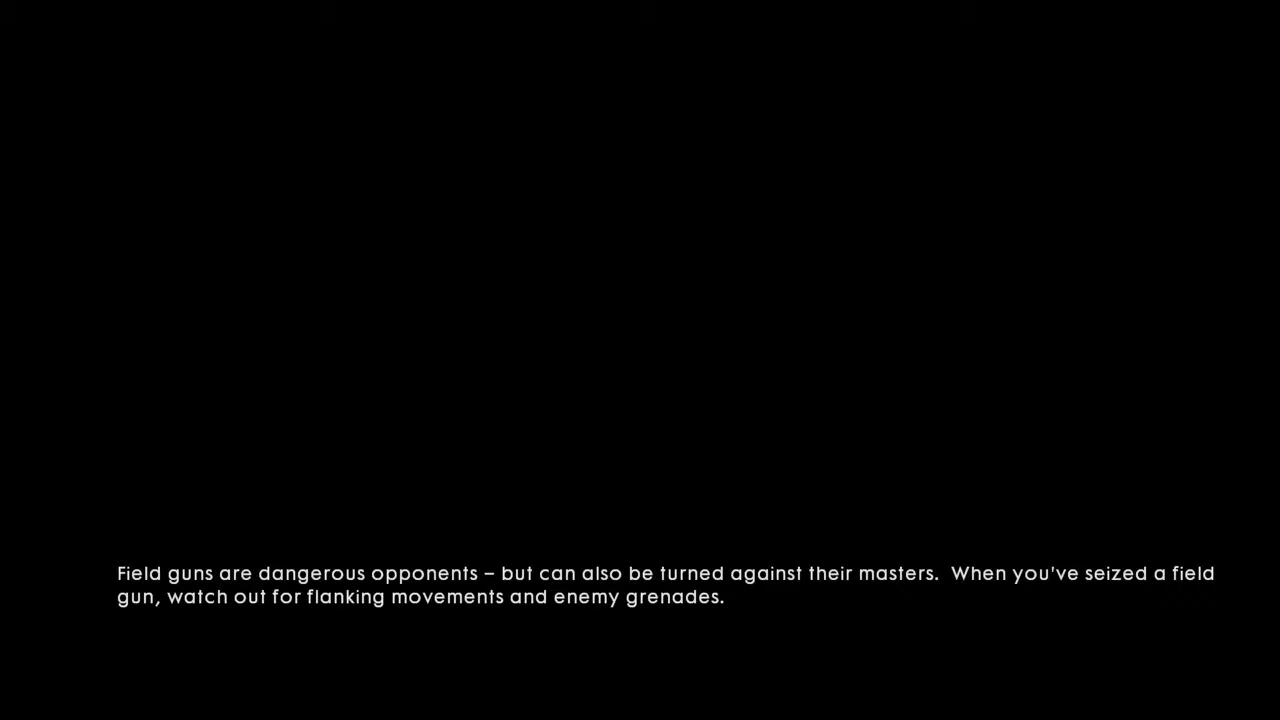 Field guns are dangerous opponents – but can also be turned against their masters.  When you've seized a field
gun, watch out for flanking movements and enemy grenades.